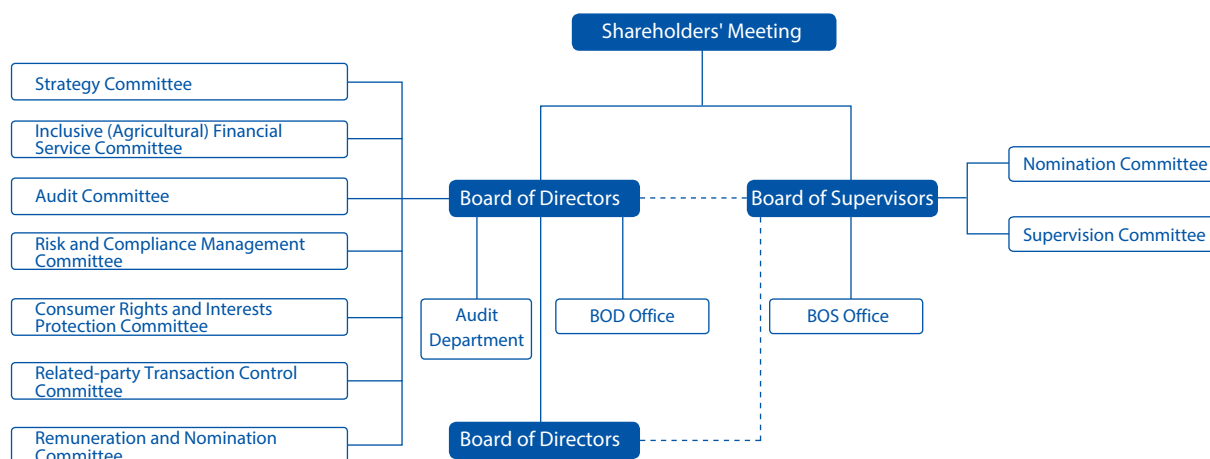 Shareholders' Meeting
Strategy Committee
Inclusive (Agricultural) Financial
Service Committee
Audit Committee
Risk and Compliance Management
Committee
Consumer Rights and Interests
Protection Committee
Related-party Transaction Control
Committee
Remuneration and Nomination
Committee
Board of Directors
Board of Supervisors
Nomination Committee
Supervision Committee
Audit
Department
BOD Office
BOS Office
Board of Directors